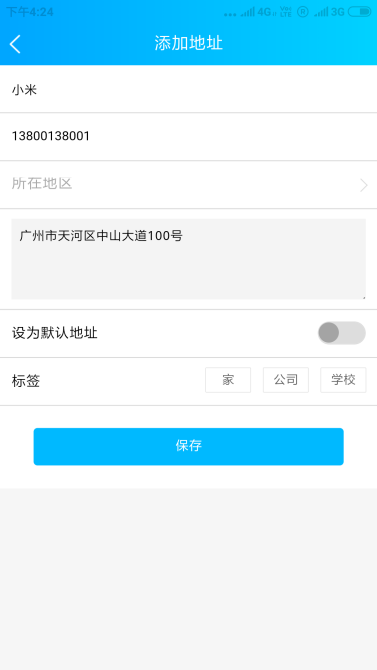 下午4:24 4G VoLTE R 3G
添加地址
小米
13800138001
所在地区
广州市天河区中山大道100号
设为默认地址
标签 家 公司 学校
保存